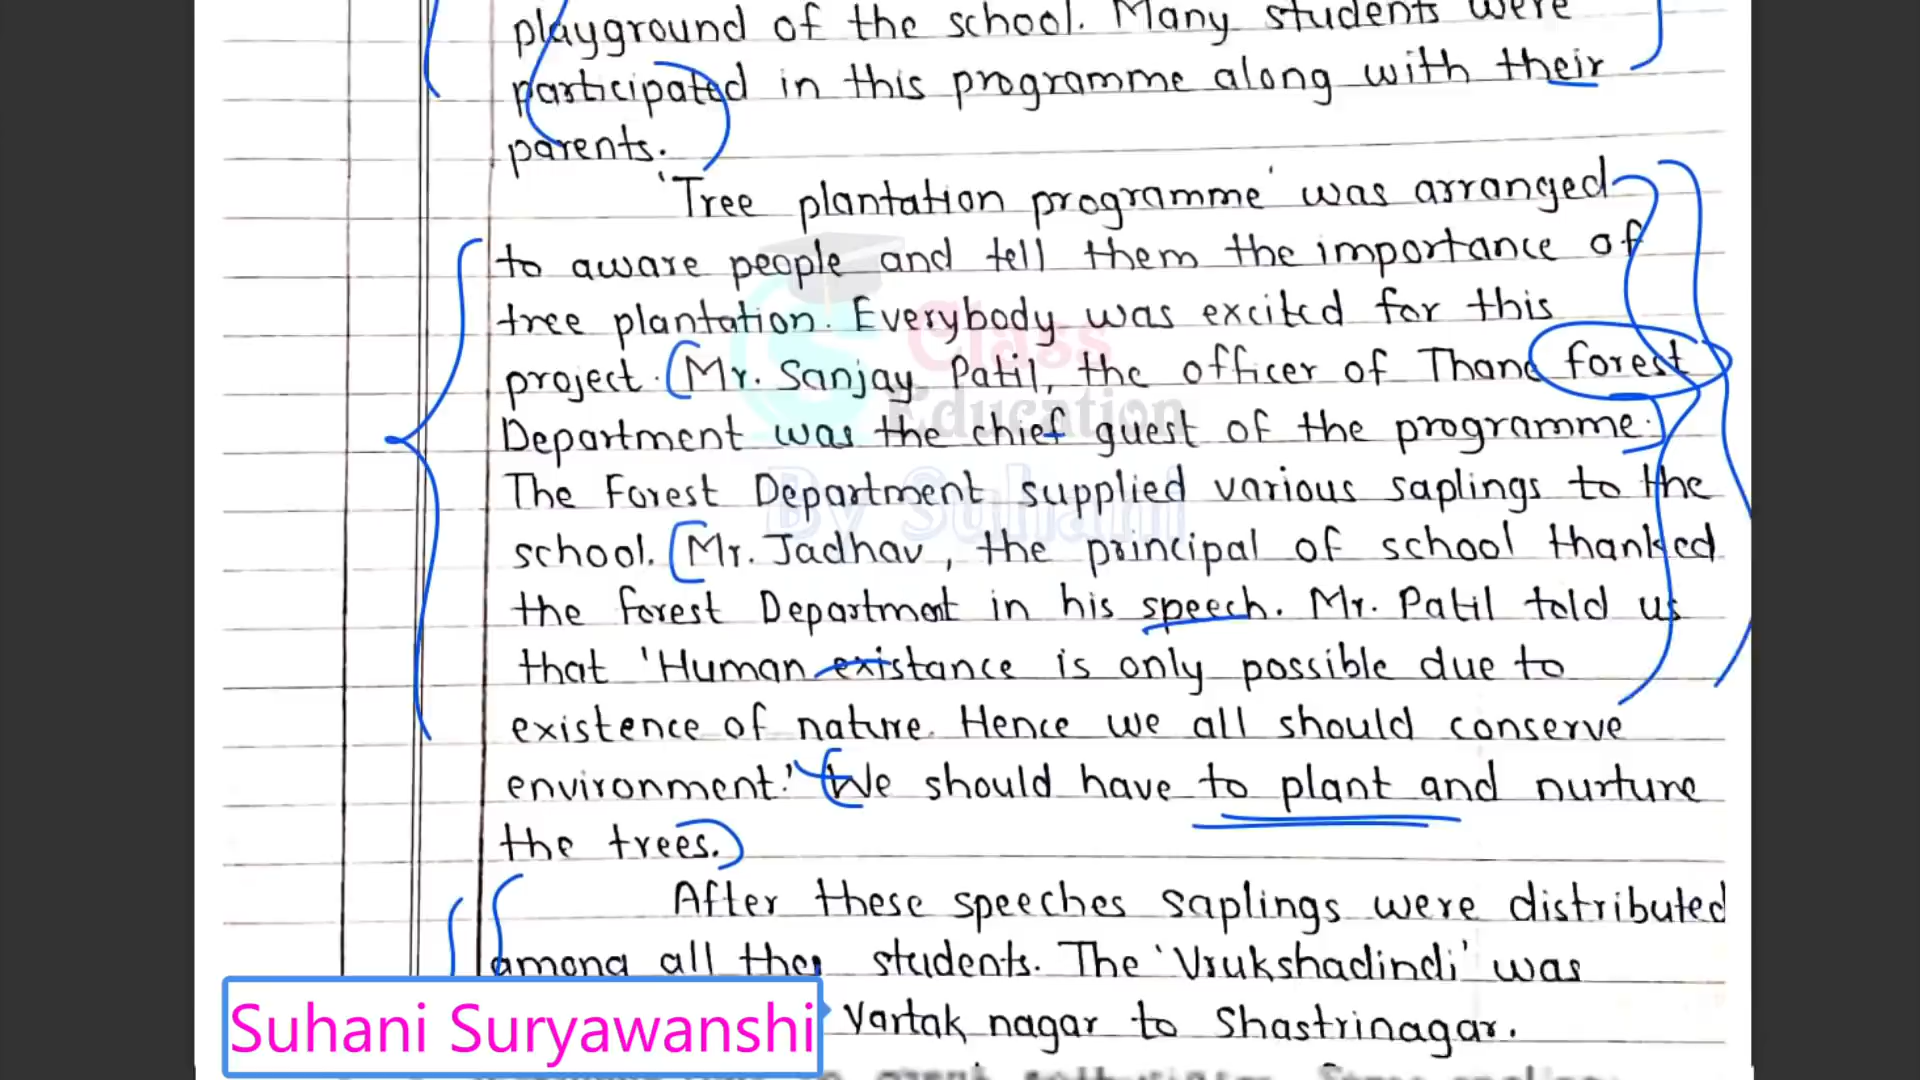 playground of the school. Many students were
participated in this programme along with their
parents.
'Tree plantation programme' was arranged
to aware people and tell them the importance of
tree plantation. Everybody was excited for this
project. Mr. Sanjay Patil, the officer of Thane forest
Department was the chief guest of the programme.
The Forest Department supplied various saplings to the
school. Mr. Jadhav, the principal of school thanked
the forest Department in his speech. Mr. Patil told us
that 'Human existance is only possible due to
existence of nature. Hence we all should conserve
environment.' We should have to plant and nurture
the trees.
After these speeches saplings were distributed
among all the students. The 'Vrukshadindi' was
Vartak nagar to Shastrinagar.
Suhani Suryawanshi
Class
Education
By Suhani